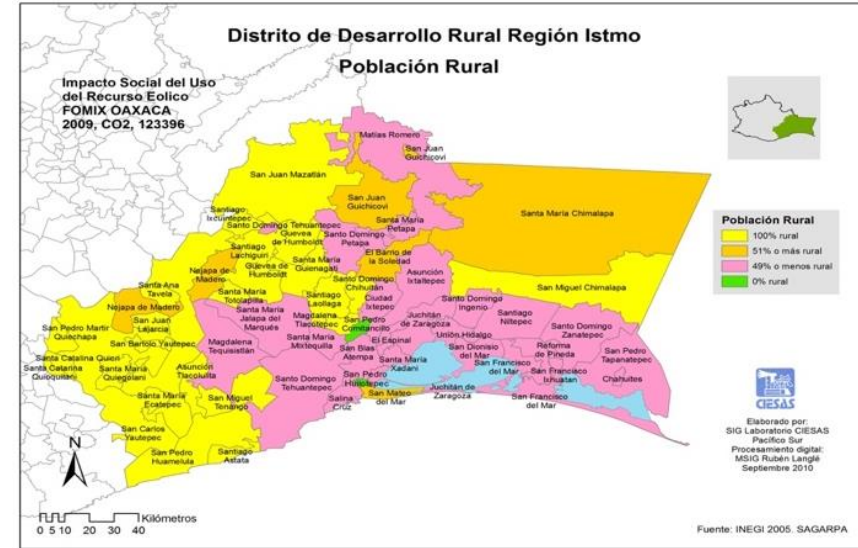 Distrito de Desarrollo Rural Región Istmo
Población Rural
Impacto Social del Uso
del Recurso Eolico
FOMIX OAXACA
2009, CO2, 123396
Matías Romero
San Juan
Guichicovi
San Juan Mazatlán
San Juan
Guichicovi
Santa María Chimalapa
Santiago
Ixcuintepec
Santa María
Petapa
Santo Domingo Tehuantepec
Guevea
de Humboldt
Santo Domingo
Petapa
Santiago
Lachiguiri
El Barrio de
la Soledad
Nejapa de
Madero
Guevea de
Humboldt
Santa María
Guienagati
Asunción
Ixtaltepec
Santa Ana
Tavela
Santo Domingo
Chihuitán
San Miguel Chimalapa
Nejapa de Madero
Santa María
Totolapilla
Santiago
Laollaga
Ciudad
Ixtepec
Santo Domingo
Ingenio
San Juan
Lajarcia
Santa María
Jalapa del
Marqués
Magdalena
Tlacotepec
San Pedro
Comitancillo
Juchitán
de Zaragoza
Santiago
Niltepec
San Pedro Martir
Quiechapa
Santo Domingo
Zanatepec
San Bartolo Yautepec
Magdalena
Tequisistlán
Santa María
Mixtequilla
San Blas
Atempa
El Espinal
Unión Hidalgo
Santa Catalina Quieri
Santa Catarina
Quioquitani
Santa María
Quiegolani
Asunción
Tlacolulita
Santa María
Xadani
San Dionisio
del Mar
Reforma
de Pineda
San Pedro
Tapanatepec
Santo Domingo
Tehuantepec
San Pedro
Huilotepec
San Francisco
del Mar
San Francisco
Ixhuatan
Chahuites
Santa María
Ecatepec
San Miguel
Tenango
Salina
Cruz
San Mateo
del Mar
Juchitán de
Zaragoza
San Francisco
del Mar
San Carlos
Yautepec
San Pedro
Huamelula
Santiago
Astata
Población Rural
100% rural
51% o más rural
49% o menos rural
0% rural
CIESAS
Elaborado por:
SIG Laboratorio CIESAS
Pacífico Sur
Procesamiento digital:
MSIG Rubén Langlé
Septiembre 2010
N
0 5 10 20 30 40
Kilómetros
Fuente: INEGI 2005. SAGARPA